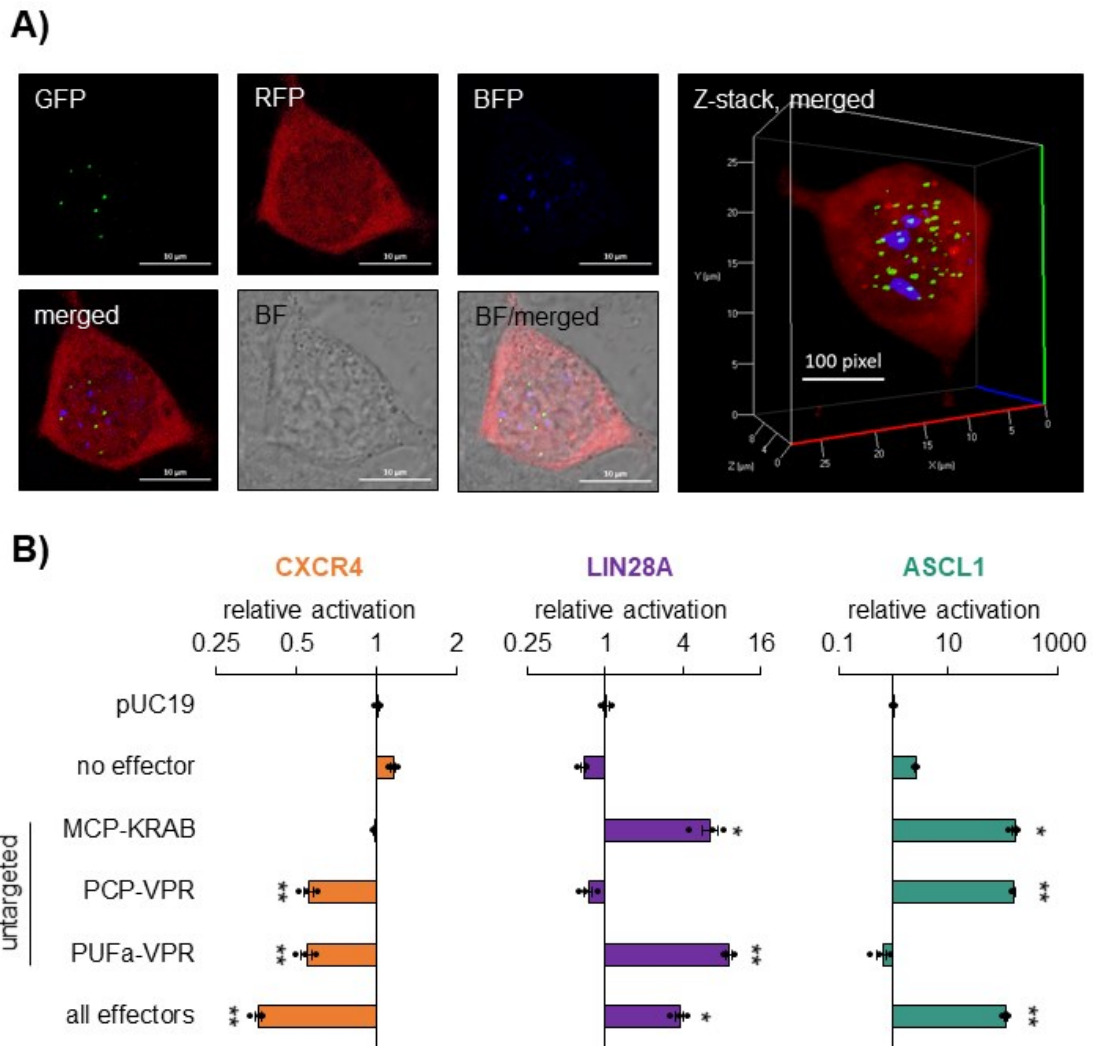 A)
GFP
RFP
BFP
Z-stack, merged
10 µm
10 µm
10 µm
merged
BF
BF/merged
10 µm
10 µm
10 µm
25
20
15
10
5
0
Y [µm]
100 pixel
8
4
0
Z [µm]
25
20
15
10
5
0
X [µm]
B)
CXCR4 LIN28A ASCL1
relative activation relative activation relative activation
0.25 0.5 1 2 0.25 1 4 16 0.1 10 1000
pUC19
no effector
untargeted
MCP-KRAB * *
PCP-VPR ** **
PUFa-VPR ** **
all effectors ** * **